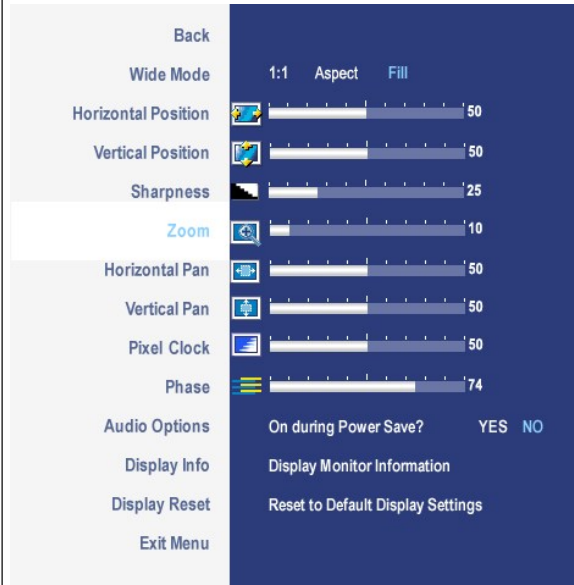 Back
Wide Mode 1:1 Aspect Fill
Horizontal Position 50
Vertical Position 50
Sharpness 25
Zoom 10
Horizontal Pan 50
Vertical Pan 50
Pixel Clock 50
Phase 74
Audio Options On during Power Save? YES NO
Display Info Display Monitor Information
Display Reset Reset to Default Display Settings
Exit Menu